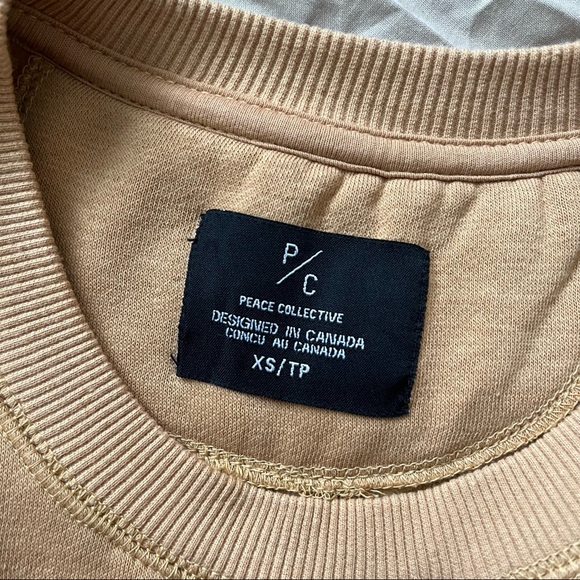 P/C
PEACE COLLECTIVE
DESIGNED IN CANADA
CONCU AU CANADA
XS/TP